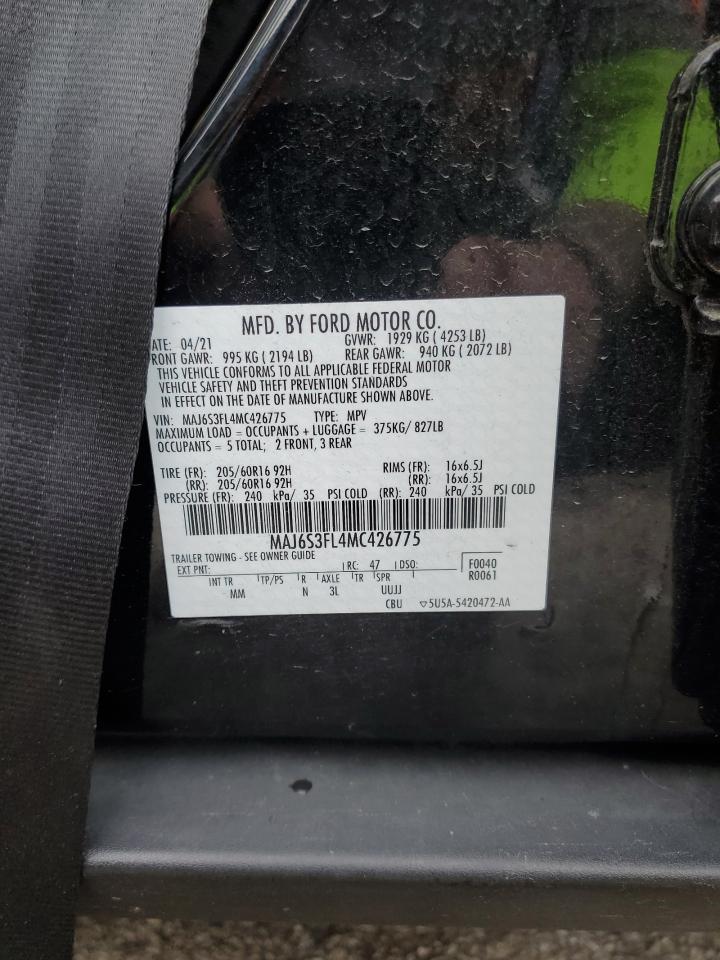 MFD. BY FORD MOTOR CO.
DATE: 04/21 GVWR: 1929 KG ( 4253 LB)
FRONT GAWR: 995 KG ( 2194 LB) REAR GAWR: 940 KG ( 2072 LB)
THIS VEHICLE CONFORMS TO ALL APPLICABLE FEDERAL MOTOR
VEHICLE SAFETY AND THEFT PREVENTION STANDARDS
IN EFFECT ON THE DATE OF MANUFACTURE SHOWN ABOVE.
VIN: MAJ6S3FL4MC426775 TYPE: MPV
MAXIMUM LOAD = OCCUPANTS + LUGGAGE = 375KG/ 827LB
OCCUPANTS = 5 TOTAL; 2 FRONT, 3 REAR
TIRE (FR): 205/60R16 92H RIMS (FR): 16x6.5J
(RR): 205/60R16 92H (RR): 16x6.5J
PRESSURE (FR): 240 kPa/ 35 PSI COLD (RR): 240 kPa/ 35 PSI COLD
MAJ6S3FL4MC426775
TRAILER TOWING - SEE OWNER GUIDE
EXT PNT: RC: 47 DSO: F0040
INT TR TP/PS R AXLE TR SPR R0061
MM N 3L UUJJ
CBU ▽5U5A-5420472-AA